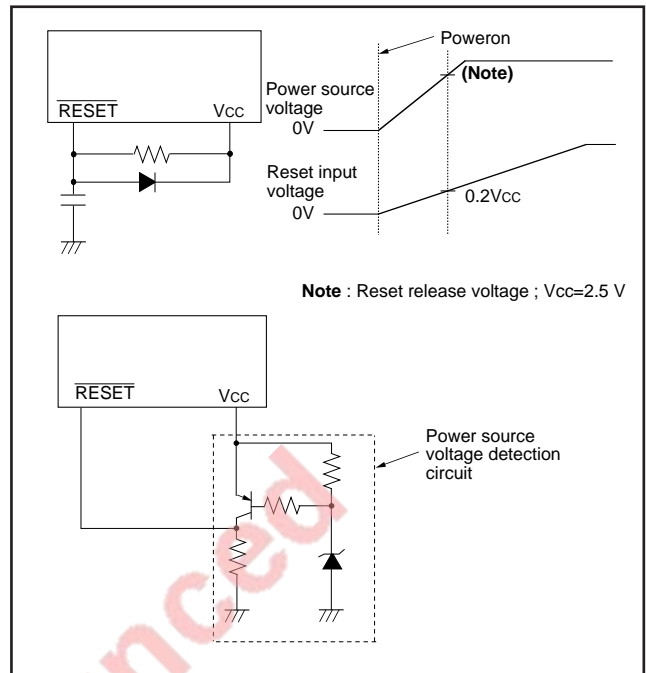 Poweron
(Note)
Power source
voltage
0V
RESET
VCC
Reset input
voltage
0V
0.2VCC
Note : Reset release voltage ; Vcc=2.5 V
RESET
VCC
Power source
voltage detection
circuit